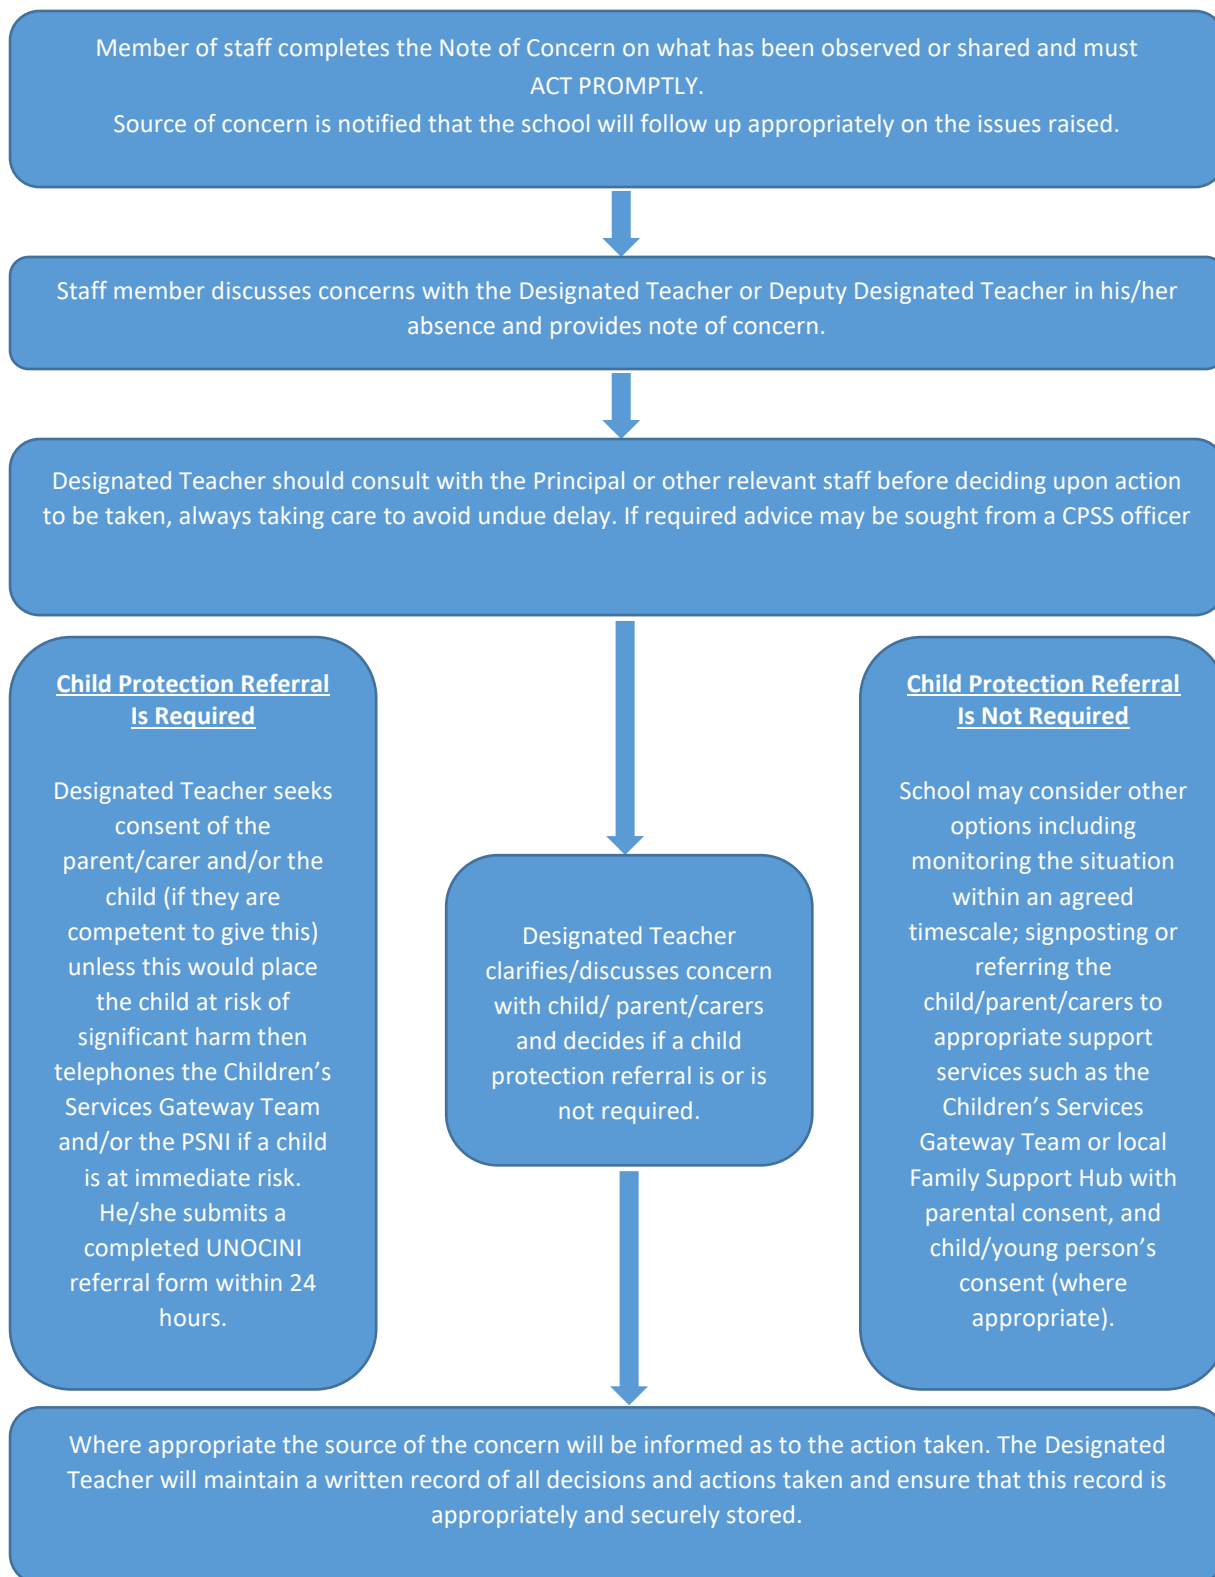 Member of staff completes the Note of Concern on what has been observed or shared and must
ACT PROMPTLY.
Source of concern is notified that the school will follow up appropriately on the issues raised.
Staff member discusses concerns with the Designated Teacher or Deputy Designated Teacher in his/her
absence and provides note of concern.
Designated Teacher should consult with the Principal or other relevant staff before deciding upon action
to be taken, always taking care to avoid undue delay. If required advice may be sought from a CPSS officer
Child Protection Referral
Is Required
Designated Teacher seeks
consent of the
parent/carer and/or the
child (if they are
competent to give this)
unless this would place
the child at risk of
significant harm then
telephones the Children’s
Services Gateway Team
and/or the PSNI if a child
is at immediate risk.
He/she submits a
completed UNOCINI
referral form within 24
hours.
Designated Teacher
clarifies/discusses concern
with child/ parent/carers
and decides if a child
protection referral is or is
not required.
Child Protection Referral
Is Not Required
School may consider other
options including
monitoring the situation
within an agreed
timescale; signposting or
referring the
child/parent/carers to
appropriate support
services such as the
Children’s Services
Gateway Team or local
Family Support Hub with
parental consent, and
child/young person’s
consent (where
appropriate).
Where appropriate the source of the concern will be informed as to the action taken. The Designated
Teacher will maintain a written record of all decisions and actions taken and ensure that this record is
appropriately and securely stored.